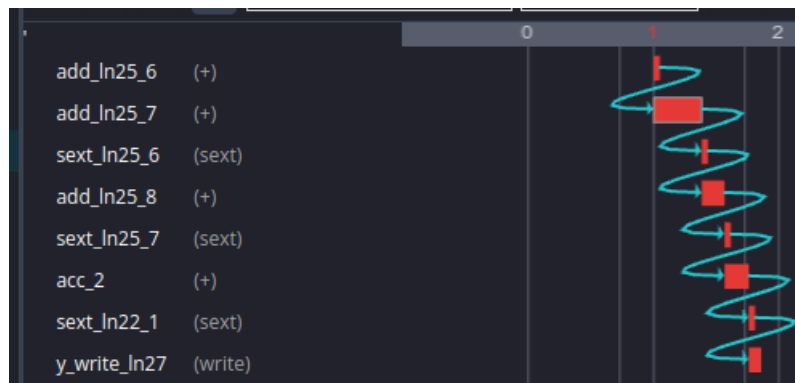 0 1 2
add_ln25_6 (+)
add_ln25_7 (+)
sext_ln25_6 (sext)
add_ln25_8 (+)
sext_ln25_7 (sext)
acc_2 (+)
sext_ln22_1 (sext)
y_write_ln27 (write)